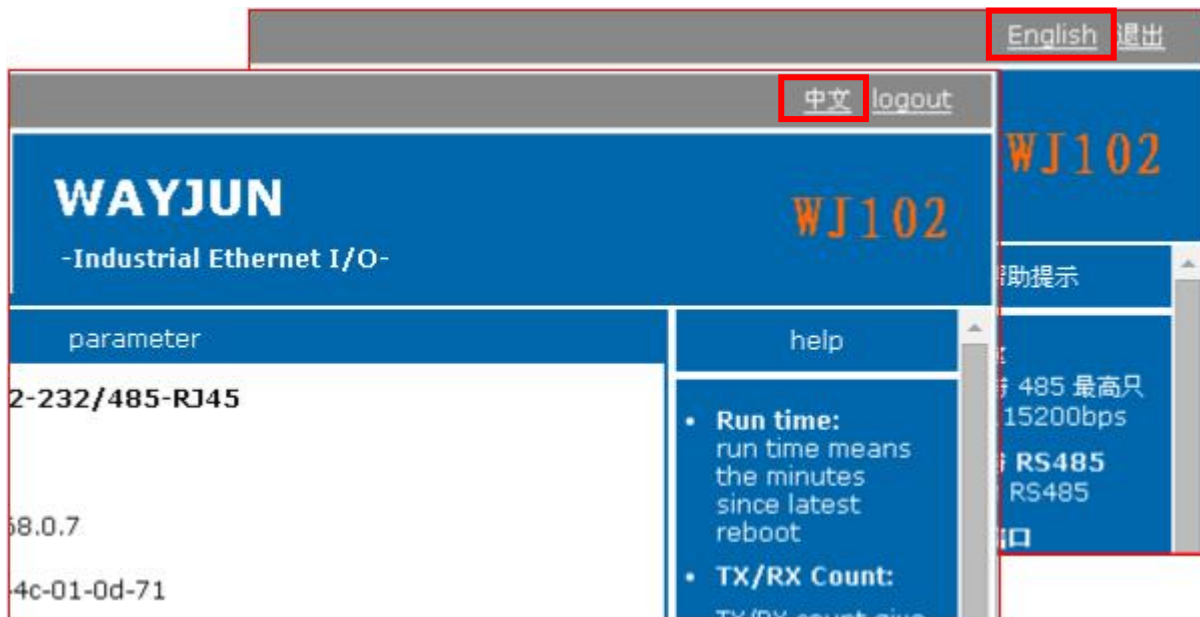 English 退出
中文 logout
WAYJUN
WJ102
-Industrial Ethernet I/O-
parameter
help
2-232/485-RJ45
• Run time:
run time means
the minutes
since latest
reboot
68.0.7
• TX/RX Count:
4c-01-0d-71
WJ102
帮助提示
485 最高只
15200bps
RS485
RS485